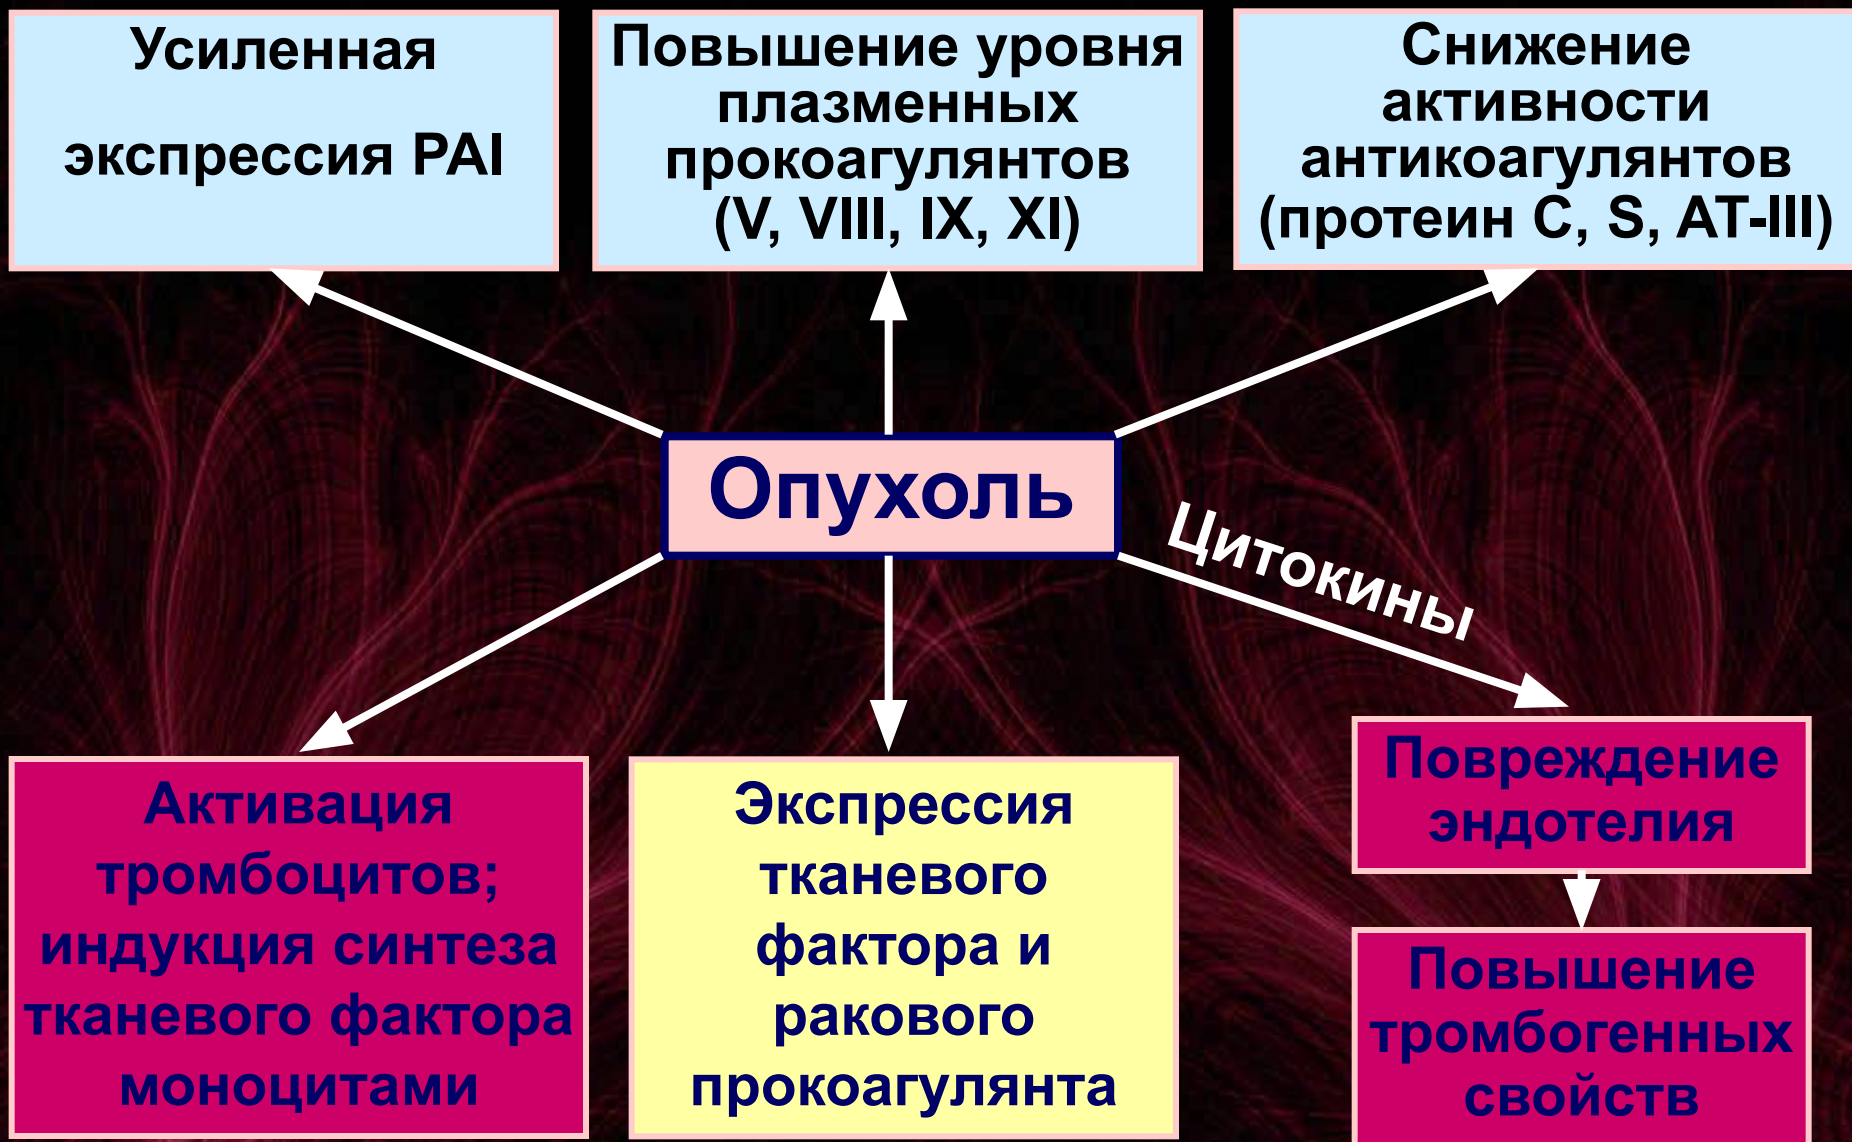 Усиленная
экспрессия PAI
Повышение уровня
плазменных
прокоагулянтов
(V, VIII, IX, XI)
Снижение
активности
антикоагулянтов
(протеин С, S, АТ-III)
Опухоль
Цитокины
Активация
тромбоцитов;
индукция синтеза
тканевого фактора
моноцитами
Экспрессия
тканевого
фактора и
ракового
прокоагулянта
Повреждение
эндотелия
Повышение
тромбогенных
свойств